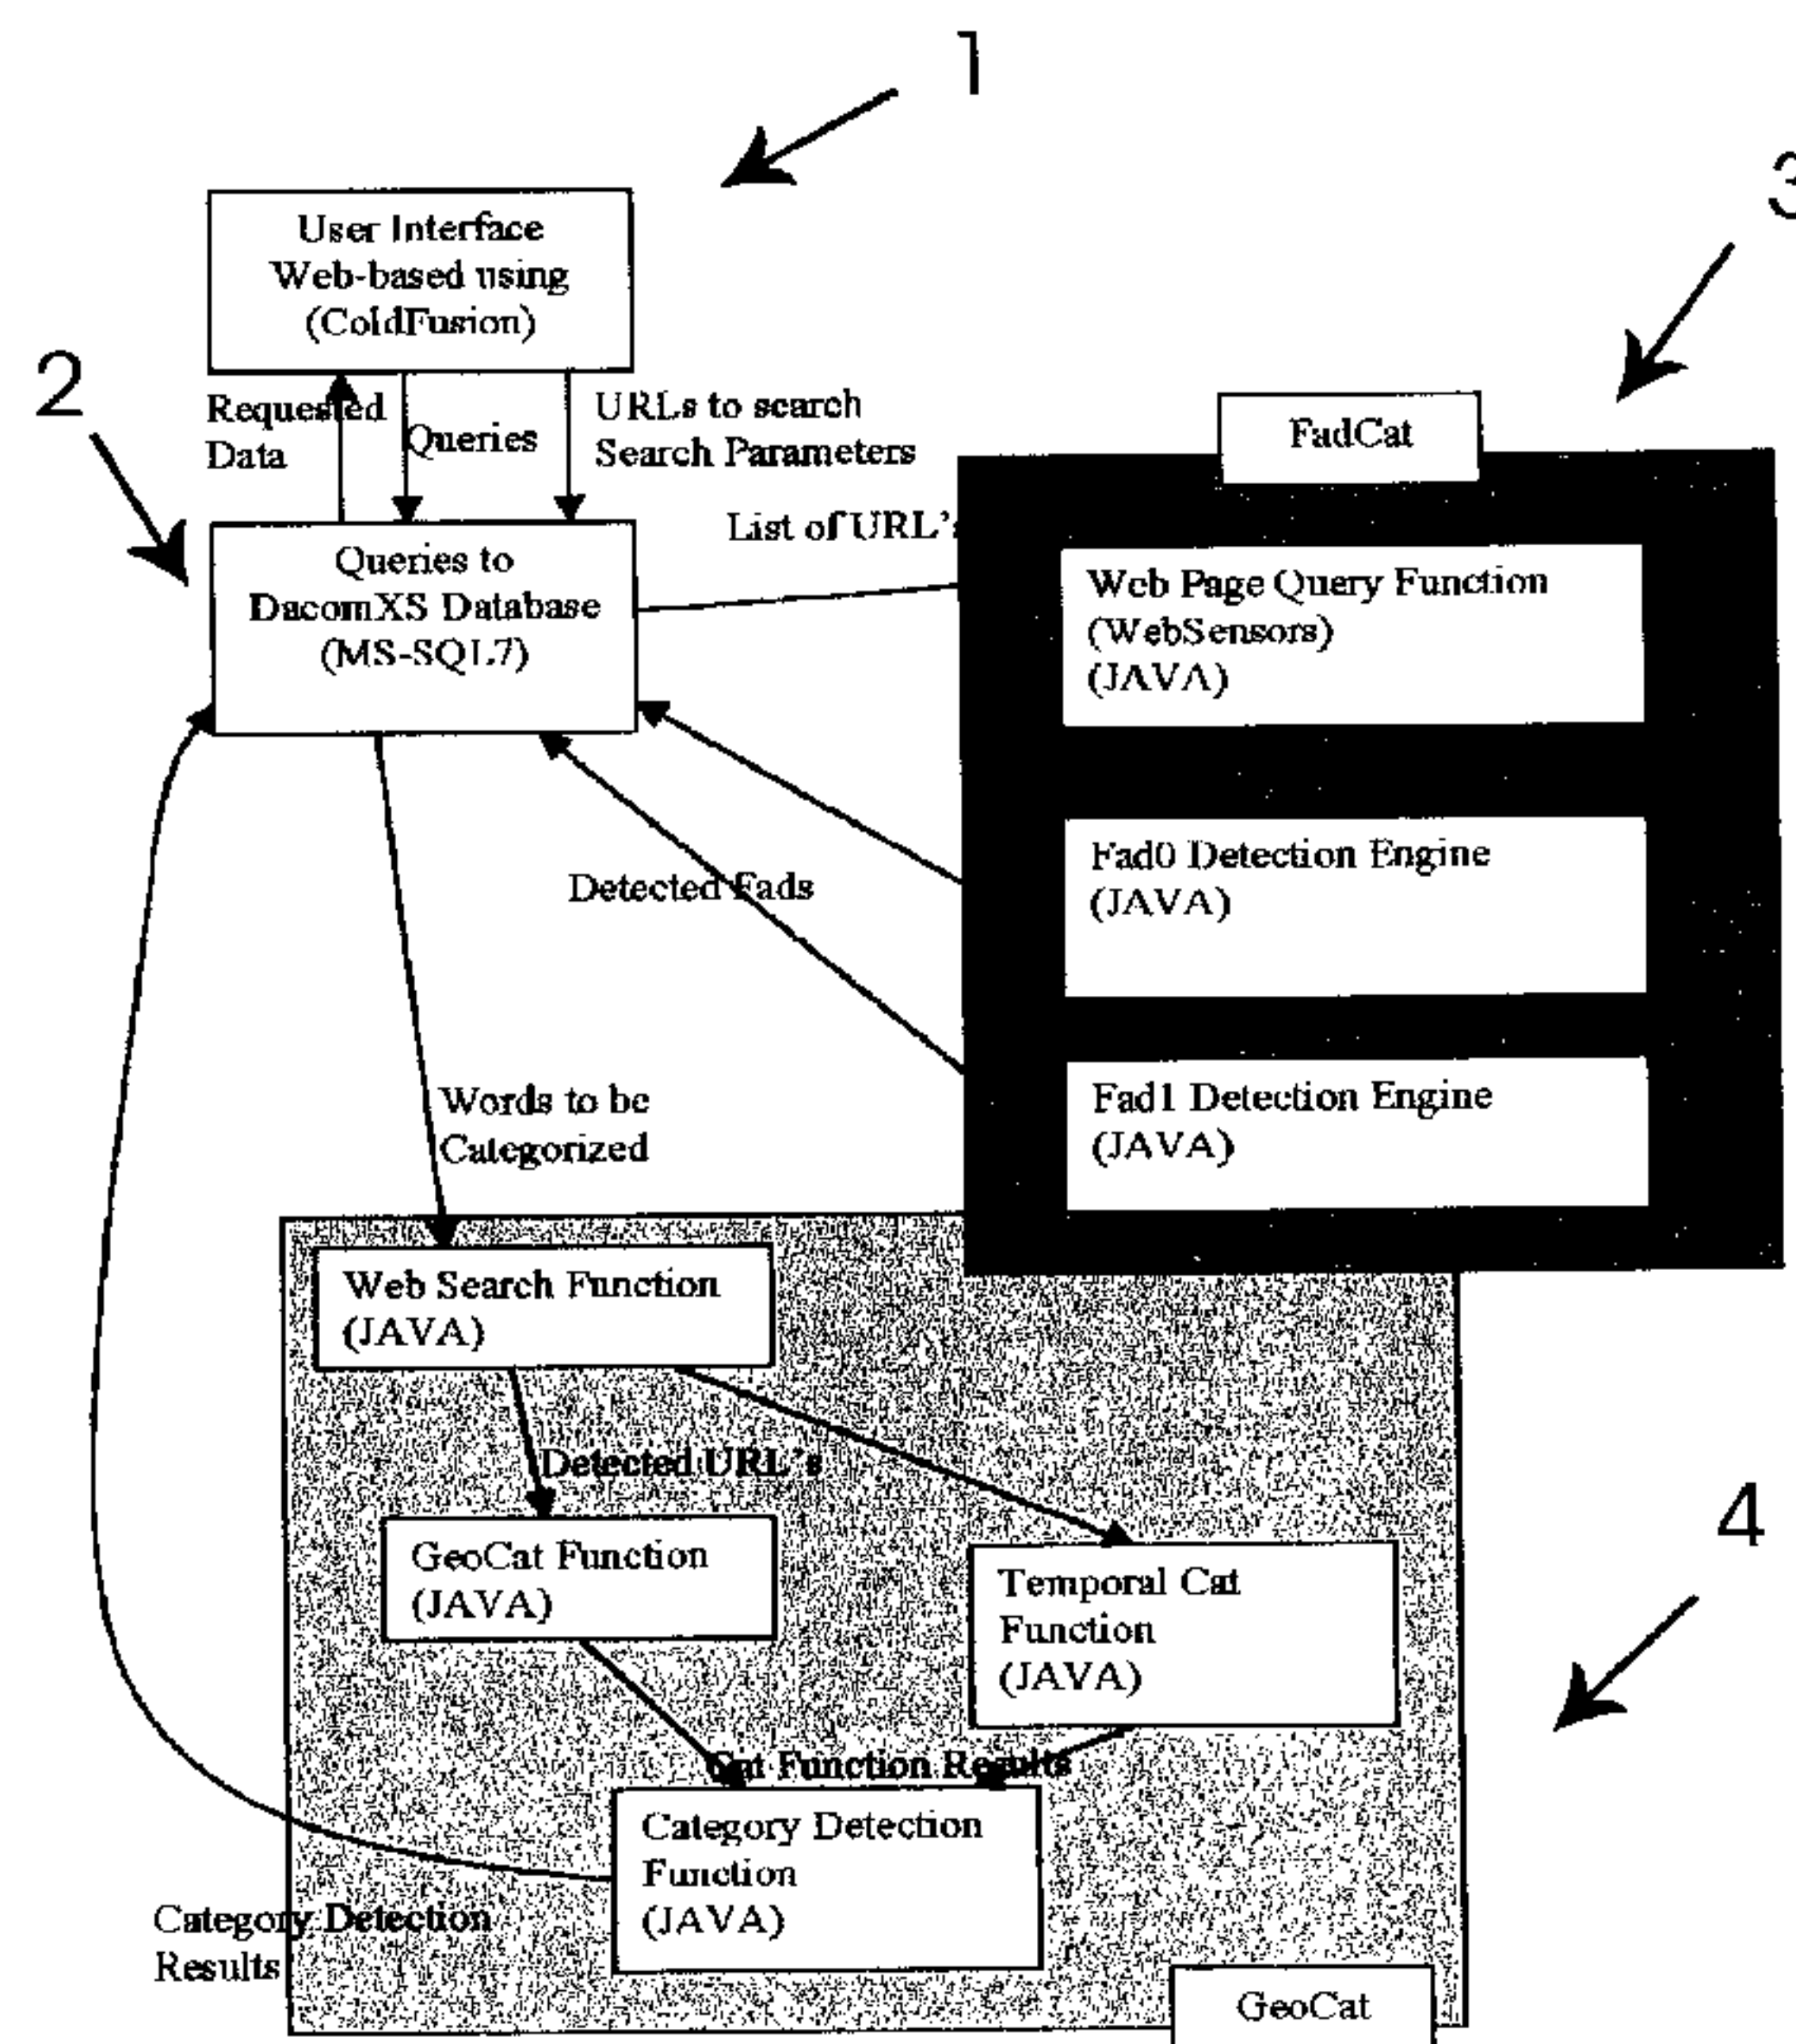 1
3
User Interface
Web-based using
(ColdFusion)
2
Requested
Data
Queries
URLs to search
Search Parameters
FadCat
List of URL's
Queries to
DacomXS Database
(MS-SQL7)
Web Page Query Function
(WebSensors)
(JAVA)
Fad0 Detection Engine
(JAVA)
Detected Fads
Fad1 Detection Engine
(JAVA)
Words to be
Categorized
Web Search Function
(JAVA)
Detected URL's
4
GeoCat Function
(JAVA)
Temporal Cat
Function
(JAVA)
Cat Function Results
Category Detection
Function
(JAVA)
Category Detection
Results
GeoCat